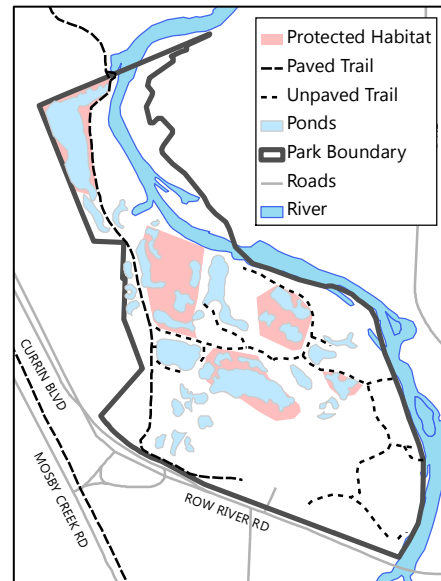 Protected Habitat
Paved Trail
Unpaved Trail
Ponds
Park Boundary
Roads
River
CURRIN BLVD
MOSBY CREEK RD
ROW RIVER RD